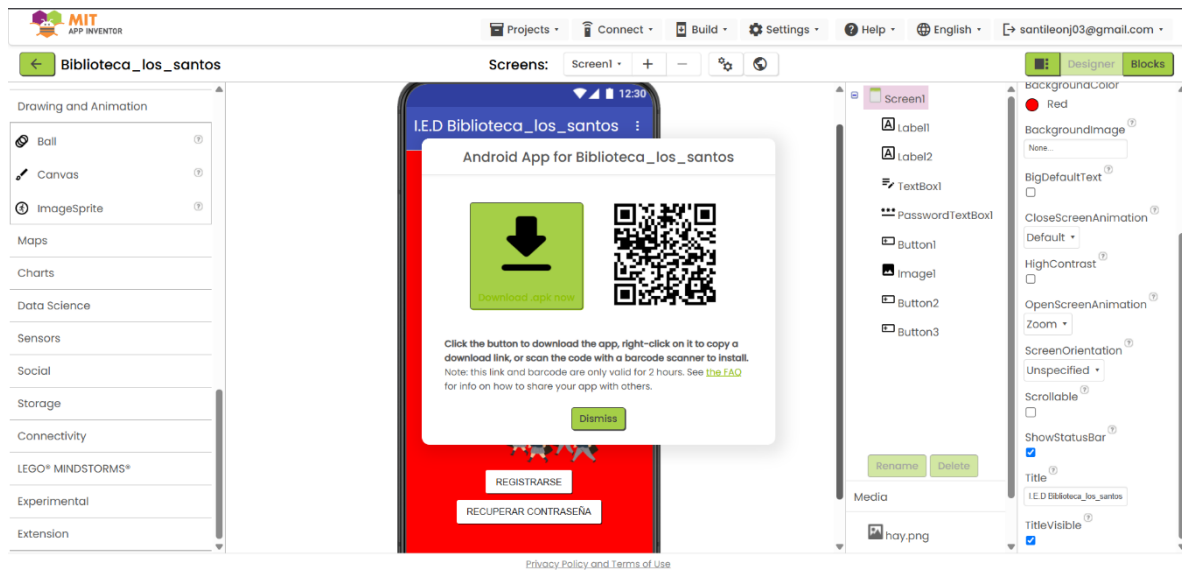 MIT
APP INVENTOR
Projects
Connect
Build
Settings
Help
English
santileonj03@gmail.com
Biblioteca_los_santos
Screens:
Screen1
Designer
Blocks
Drawing and Animation
Ball
Canvas
ImageSprite
Maps
Charts
Data Science
Sensors
Social
Storage
Connectivity
LEGO® MINDSTORMS®
Experimental
Extension
12:30
I.E.D Biblioteca_los_santos
Android App for Biblioteca_los_santos
Download .apk now
Click the button to download the app, right-click on it to copy a
download link, or scan the code with a barcode scanner to install.
Note: this link and barcode are only valid for 2 hours. See the FAQ
for info on how to share your app with others.
Dismiss
REGISTRARSE
RECUPERAR CONTRASEÑA
Screen1
Label1
Label2
TextBox1
PasswordTextBox1
Button1
Image1
Button2
Button3
Rename
Delete
Media
hay.png
BackgroundColor
Red
BackgroundImage
None...
BigDefaultText
CloseScreenAnimation
Default
HighContrast
OpenScreenAnimation
Zoom
ScreenOrientation
Unspecified
Scrollable
ShowStatusBar
Title
I.E.D Biblioteca_los_santos
TitleVisible
Privacy Policy and Terms of Use